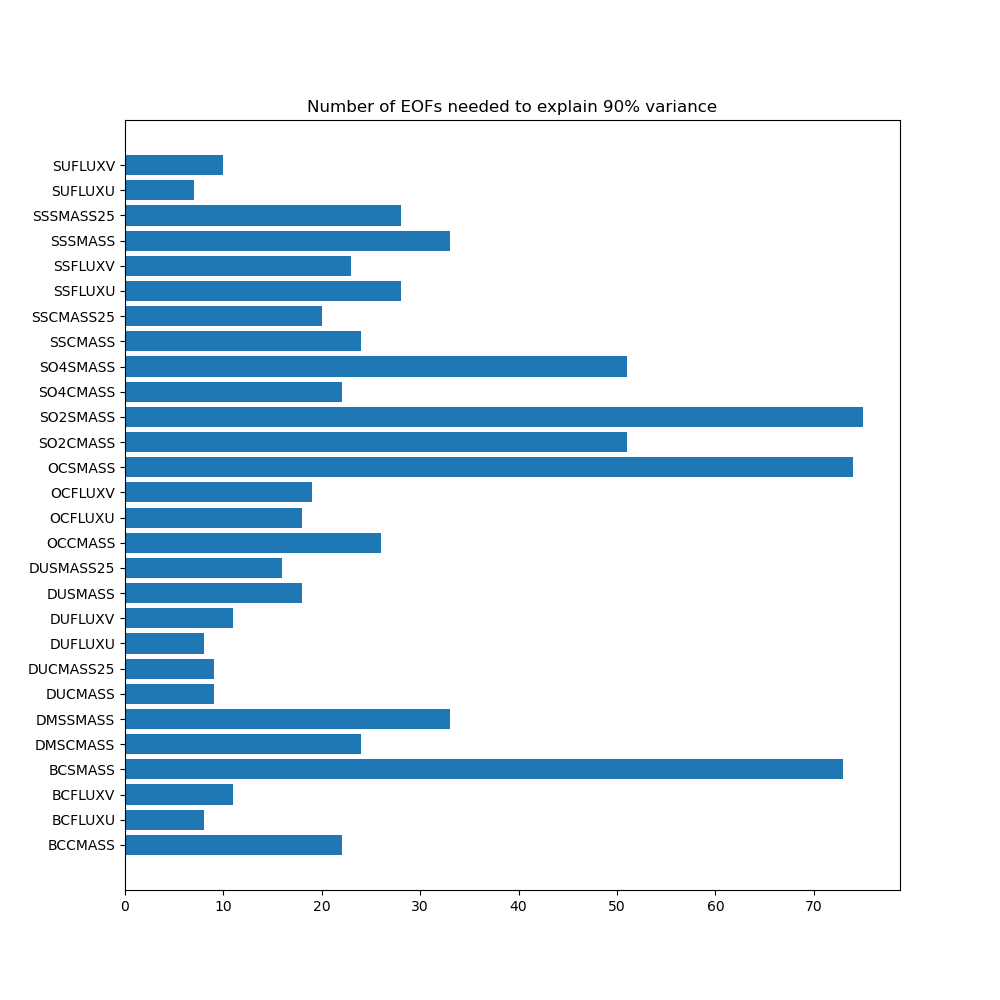 Number of EOFs needed to explain 90% variance
SUFLUXV
SUFLUXU
SSSMASS25
SSSMASS
SSFLUXV
SSFLUXU
SSCMASS25
SSCMASS
SO4SMASS
SO4CMASS
SO2SMASS
SO2CMASS
OCSMASS
OCFLUXV
OCFLUXU
OCCMASS
DUSMASS25
DUSMASS
DUFLUXV
DUFLUXU
DUCMASS25
DUCMASS
DMSSMASS
DMSCMASS
BCSMASS
BCFLUXV
BCFLUXU
BCCMASS
0 10 20 30 40 50 60 70